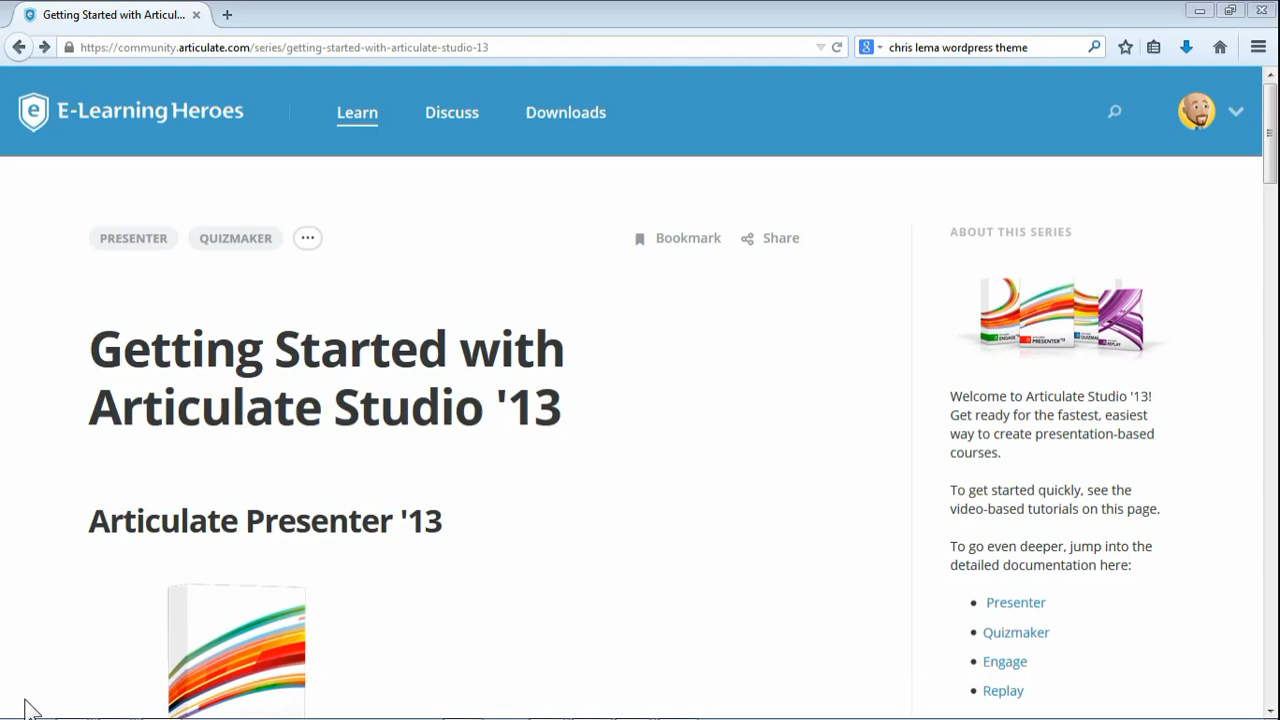 Getting Started with Articul...
https://community.articulate.com/series/getting-started-with-articulate-studio-13
chris lema wordpress theme
E-Learning Heroes
Learn
Discuss
Downloads
PRESENTER
QUIZMAKER
Bookmark
Share
Getting Started with
Articulate Studio '13
Articulate Presenter '13
ABOUT THIS SERIES
ENGAGE
PRESENTER
REPLAY
Welcome to Articulate Studio '13!
Get ready for the fastest, easiest
way to create presentation-based
courses.
To get started quickly, see the
video-based tutorials on this page.
To go even deeper, jump into the
detailed documentation here:
Presenter
Quizmaker
Engage
Replay